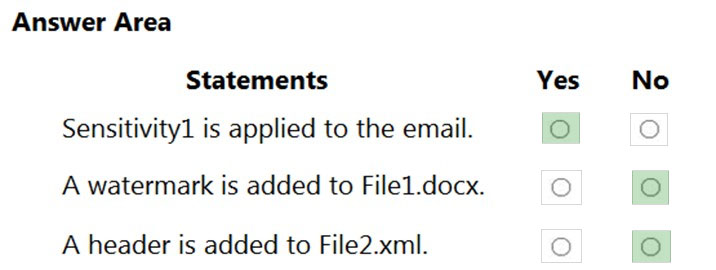 Answer Area
Statements Yes No
Sensitivity1 is applied to the email.
A watermark is added to File1.docx.
A header is added to File2.xml.